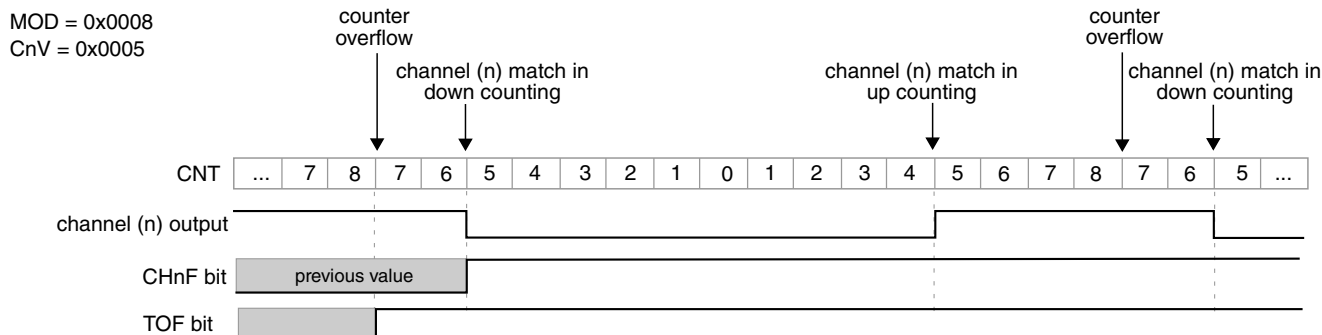 MOD = 0x0008
CnV = 0x0005
counter
overflow
channel (n) match in
down counting
channel (n) match in
up counting
counter
overflow
channel (n) match in
down counting
CNT ... 7 8 7 6 5 4 3 2 1 0 1 2 3 4 5 6 7 8 7 6 5 ...
channel (n) output
CHnF bit previous value
TOF bit